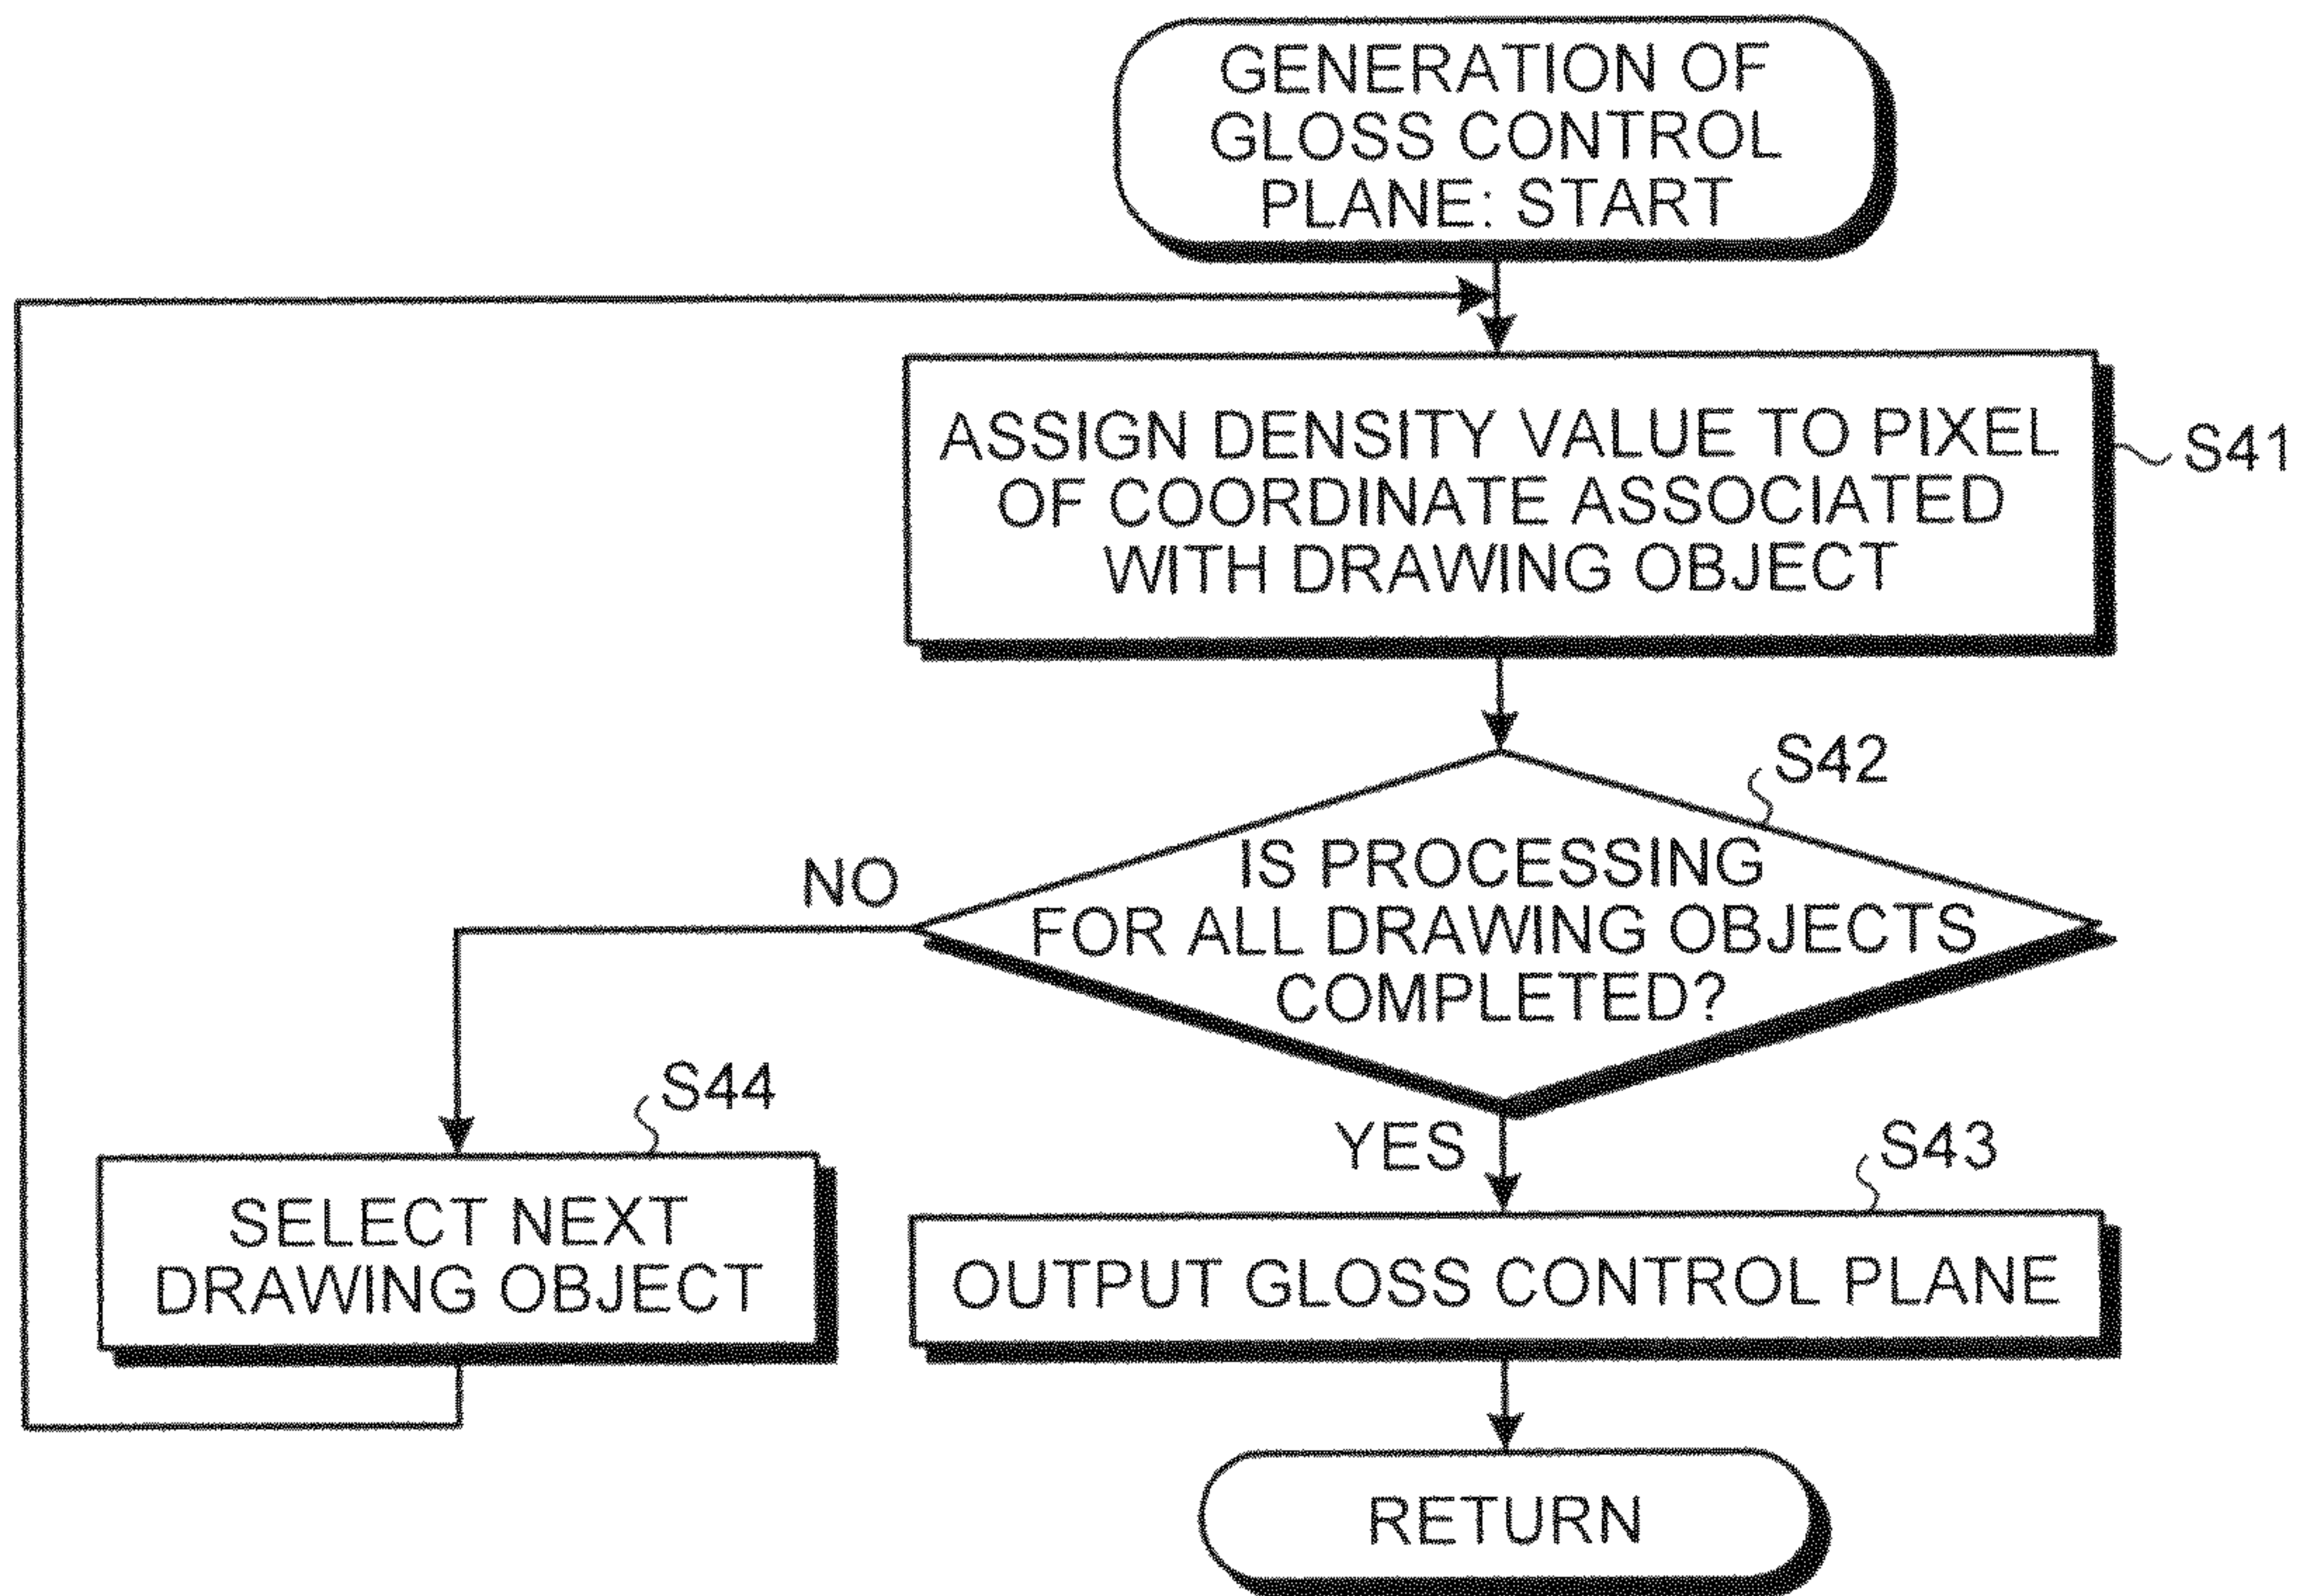 GENERATION OF
GLOSS CONTROL
PLANE: START
ASSIGN DENSITY VALUE TO PIXEL
OF COORDINATE ASSOCIATED
WITH DRAWING OBJECT
S41
S42
IS PROCESSING
FOR ALL DRAWING OBJECTS
COMPLETED?
NO
YES
S44
SELECT NEXT
DRAWING OBJECT
S43
OUTPUT GLOSS CONTROL PLANE
RETURN